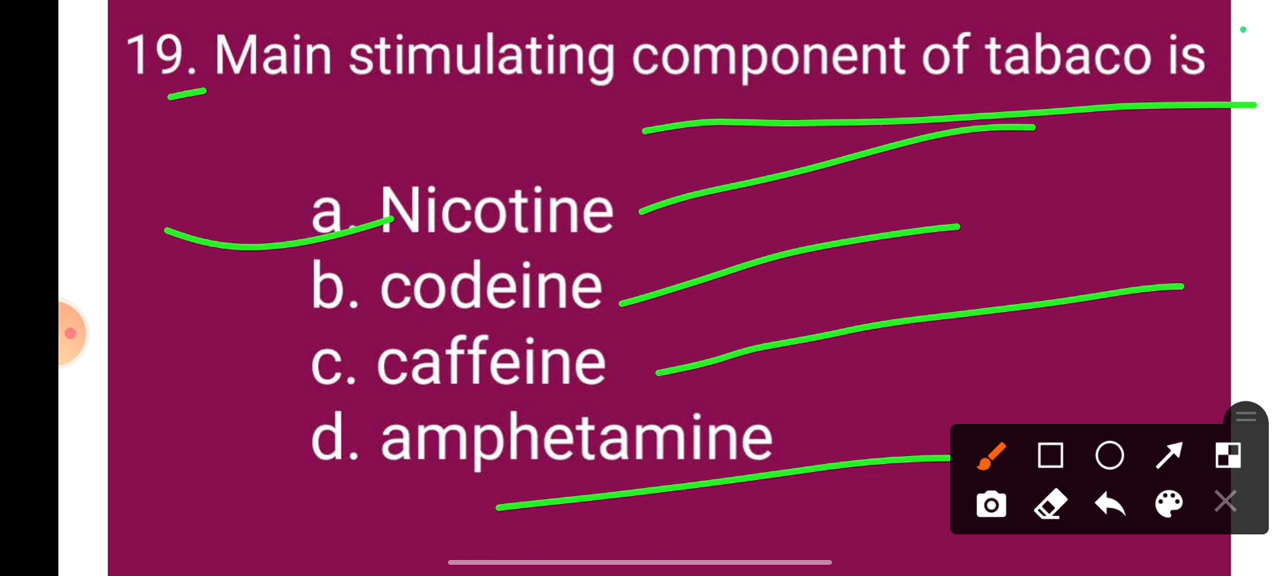 19. Main stimulating component of tabaco is
a. Nicotine
b. codeine
c. caffeine
d. amphetamine